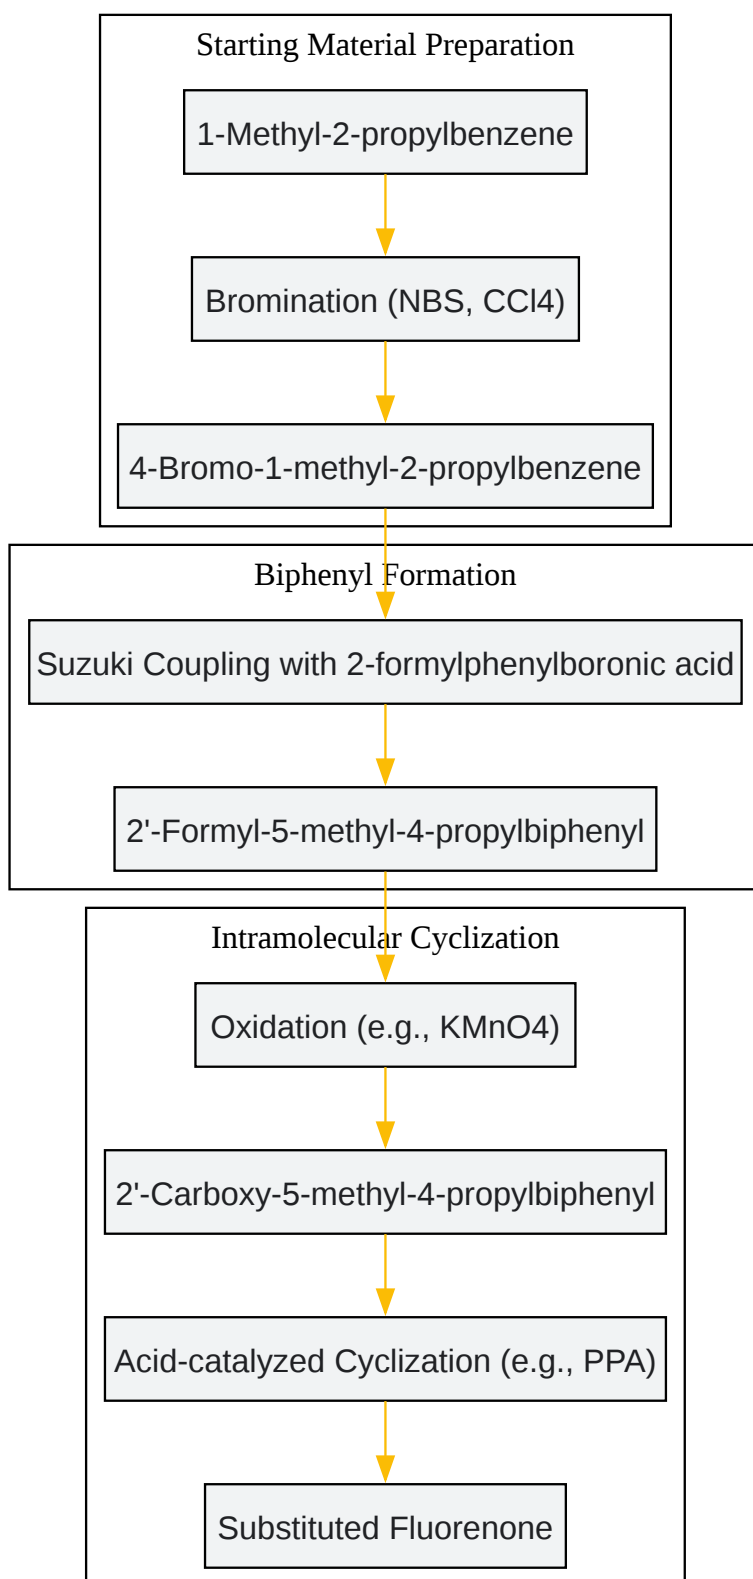 Starting Material Preparation
1-Methyl-2-propylbenzene
Bromination (NBS, CCl4)
4-Bromo-1-methyl-2-propylbenzene
Biphenyl Formation
Suzuki Coupling with 2-formylphenylboronic acid
2'-Formyl-5-methyl-4-propylbiphenyl
Intramolecular Cyclization
Oxidation (e.g., KMnO4)
2'-Carboxy-5-methyl-4-propylbiphenyl
Acid-catalyzed Cyclization (e.g., PPA)
Substituted Fluorenone